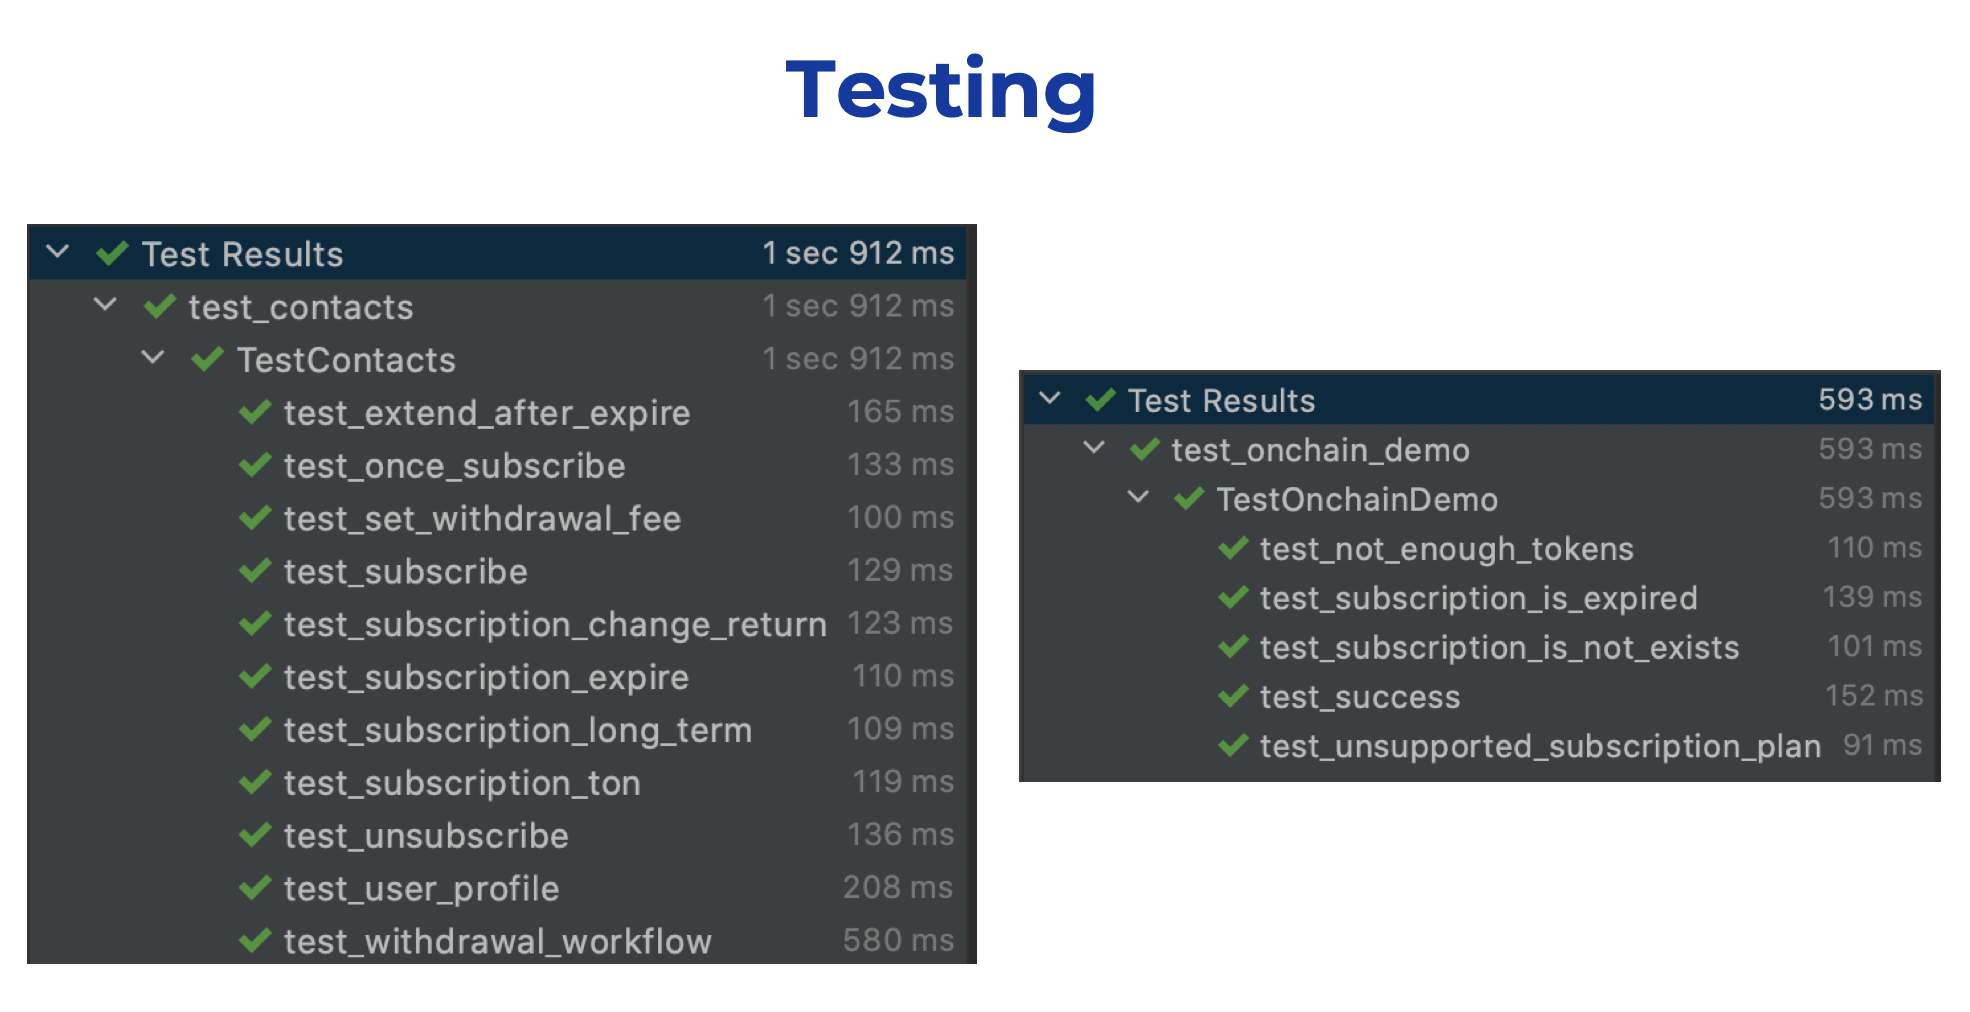 Testing
Test Results 1 sec 912 ms
test_contacts 1 sec 912 ms
TestContacts 1 sec 912 ms
test_extend_after_expire 165 ms
test_once_subscribe 133 ms
test_set_withdrawal_fee 100 ms
test_subscribe 129 ms
test_subscription_change_return 123 ms
test_subscription_expire 110 ms
test_subscription_long_term 109 ms
test_subscription_ton 119 ms
test_unsubscribe 136 ms
test_user_profile 208 ms
test_withdrawal_workflow 580 ms
Test Results 593 ms
test_onchain_demo 593 ms
TestOnchainDemo 593 ms
test_not_enough_tokens 110 ms
test_subscription_is_expired 139 ms
test_subscription_is_not_exists 101 ms
test_success 152 ms
test_unsupported_subscription_plan 91 ms